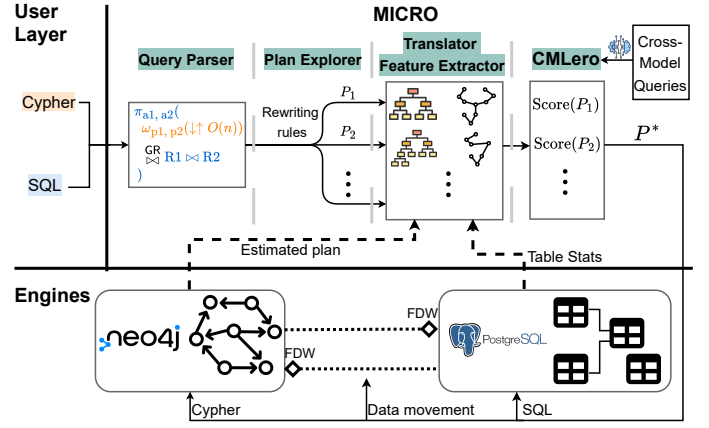 User
Layer
MICRO
Query Parser
Plan Explorer
Translator
Feature Extractor
CMLero
Cross-
Model
Queries
Cypher
SQL
π a1, a2(
ω p1, p2 (↓↑ O(n))
GR
⋈ R1 ⋈ R2
)
Rewriting
rules
P1
P2
Score(P1)
Score(P2)
P*
Estimated plan
Table Stats
Engines
neo4j
FDW
FDW
PostgreSQL
Cypher
Data movement
SQL